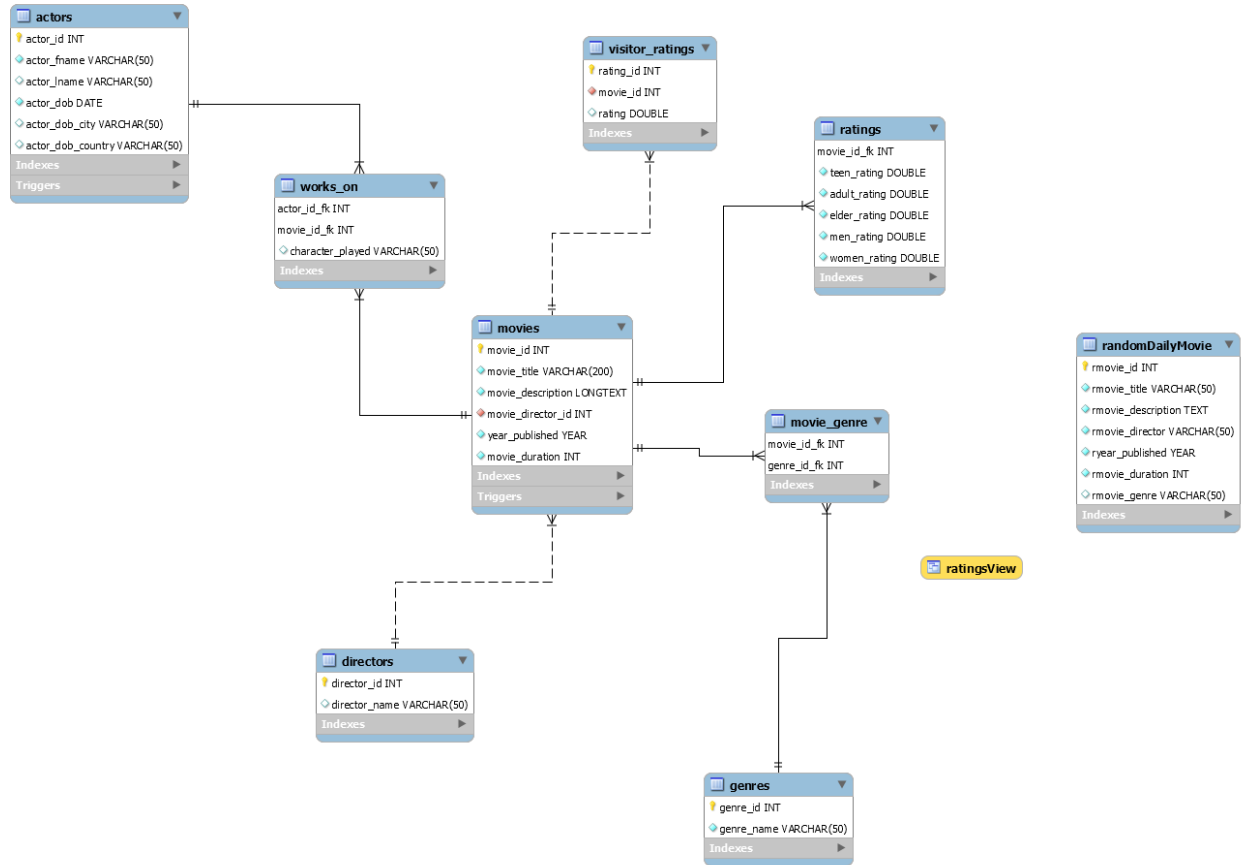 actors
actor_id INT
actor_fname VARCHAR(50)
actor_lname VARCHAR(50)
actor_dob DATE
actor_dob_city VARCHAR(50)
actor_dob_country VARCHAR(50)
Indexes
Triggers
visitor_ratings
rating_id INT
movie_id INT
rating DOUBLE
Indexes
ratings
movie_id_fk INT
teen_rating DOUBLE
adult_rating DOUBLE
elder_rating DOUBLE
men_rating DOUBLE
women_rating DOUBLE
Indexes
works_on
actor_id_fk INT
movie_id_fk INT
character_played VARCHAR(50)
Indexes
movies
movie_id INT
movie_title VARCHAR(200)
movie_description LONGTEXT
movie_director_id INT
year_published YEAR
movie_duration INT
Indexes
Triggers
randomDailyMovie
rmovie_id INT
rmovie_title VARCHAR(50)
rmovie_description TEXT
rmovie_director VARCHAR(50)
ryear_published YEAR
rmovie_duration INT
rmovie_genre VARCHAR(50)
Indexes
movie_genre
movie_id_fk INT
genre_id_fk INT
Indexes
ratingsView
directors
director_id INT
director_name VARCHAR(50)
Indexes
genres
genre_id INT
genre_name VARCHAR(50)
Indexes